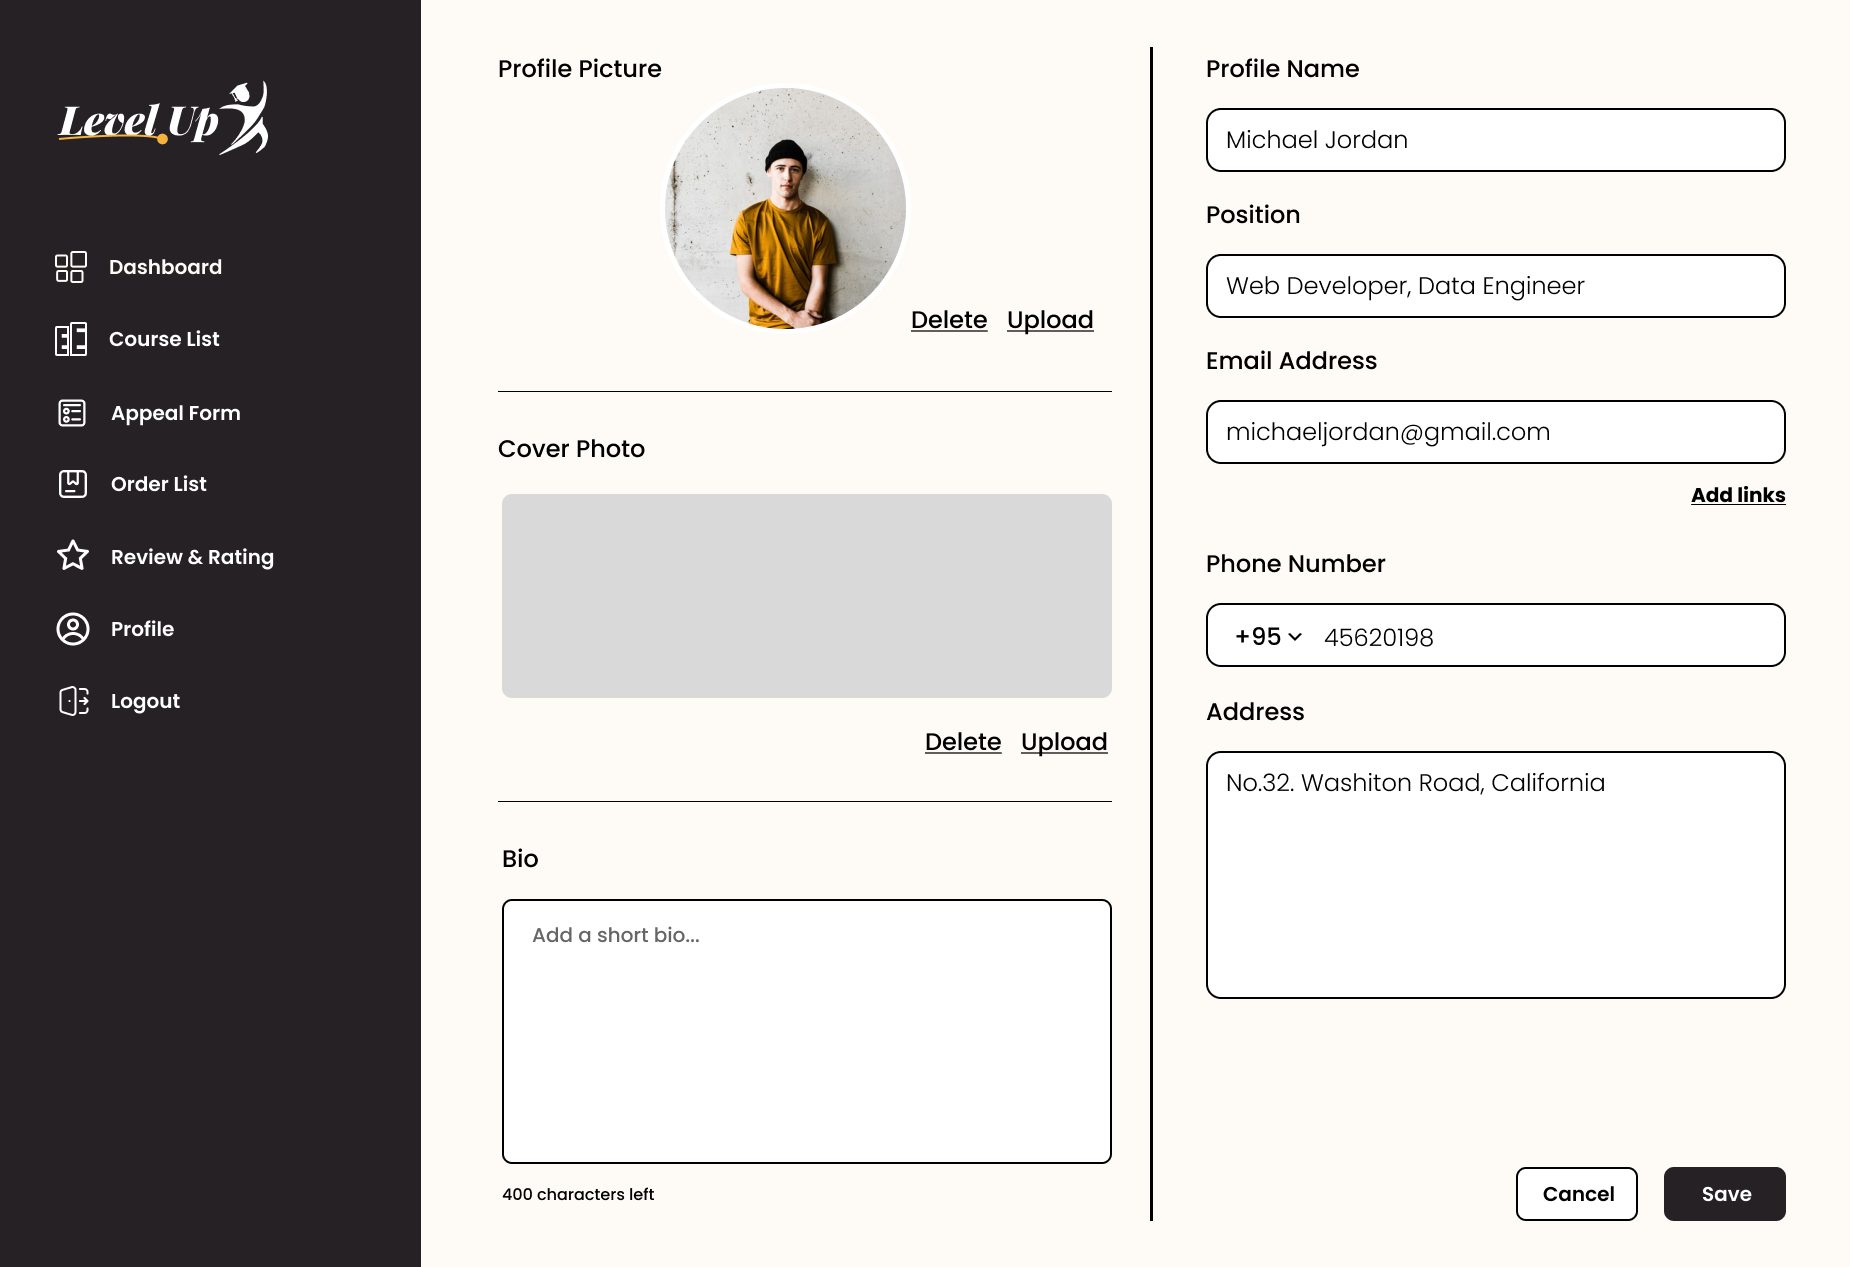 Level Up
Dashboard
Course List
Appeal Form
Order List
Review & Rating
Profile
Logout
Profile Picture
Delete Upload
Cover Photo
Delete Upload
Bio
Add a short bio...
400 characters left
Profile Name
Michael Jordan
Position
Web Developer, Data Engineer
Email Address
michaeljordan@gmail.com
Add links
Phone Number
+95 45620198
Address
No.32. Washiton Road, California
Cancel Save